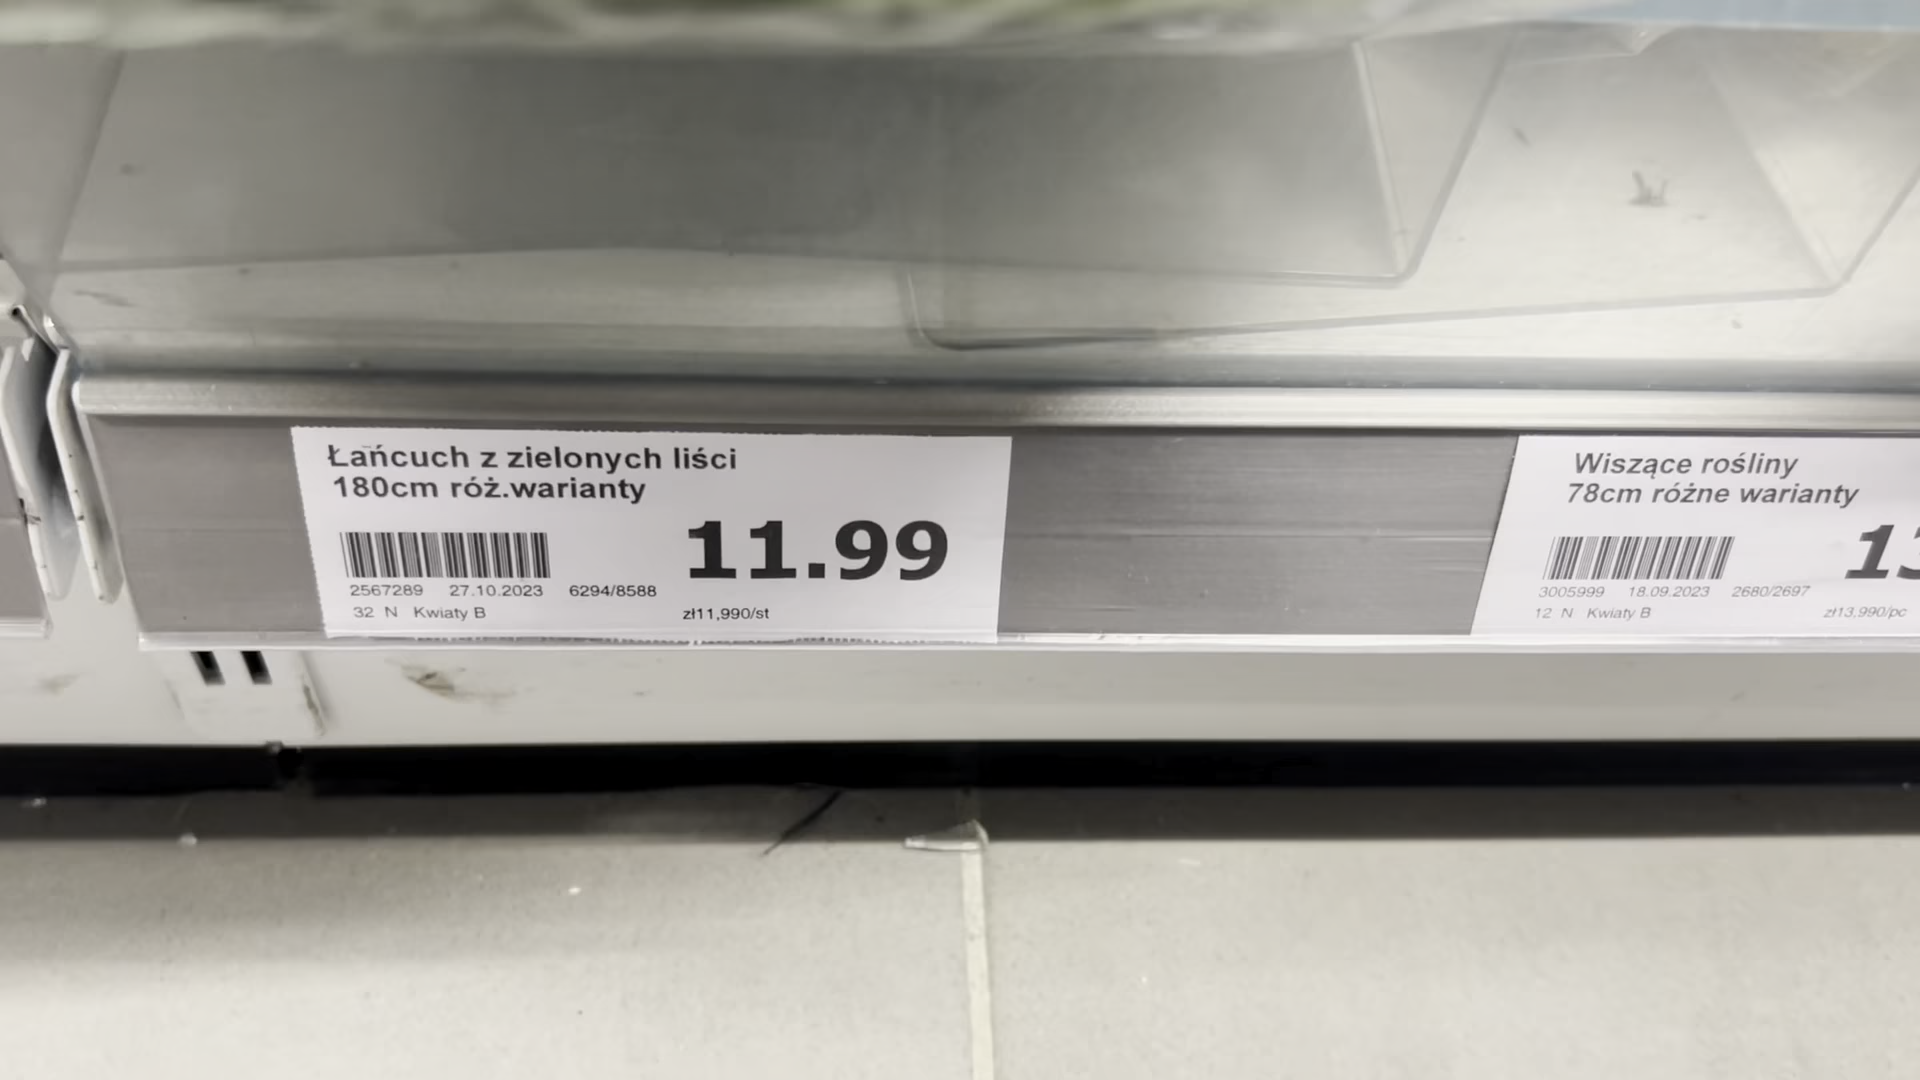 Łańcuch z zielonych liści
180cm róż.warianty
11.99
2567289 27.10.2023 6294/8588
32 N Kwiaty B
zł11,990/st
Wiszące rośliny
78cm różne warianty
3005999 18.09.2023 2680/2697
12 N Kwiaty B
zł13,990/pc